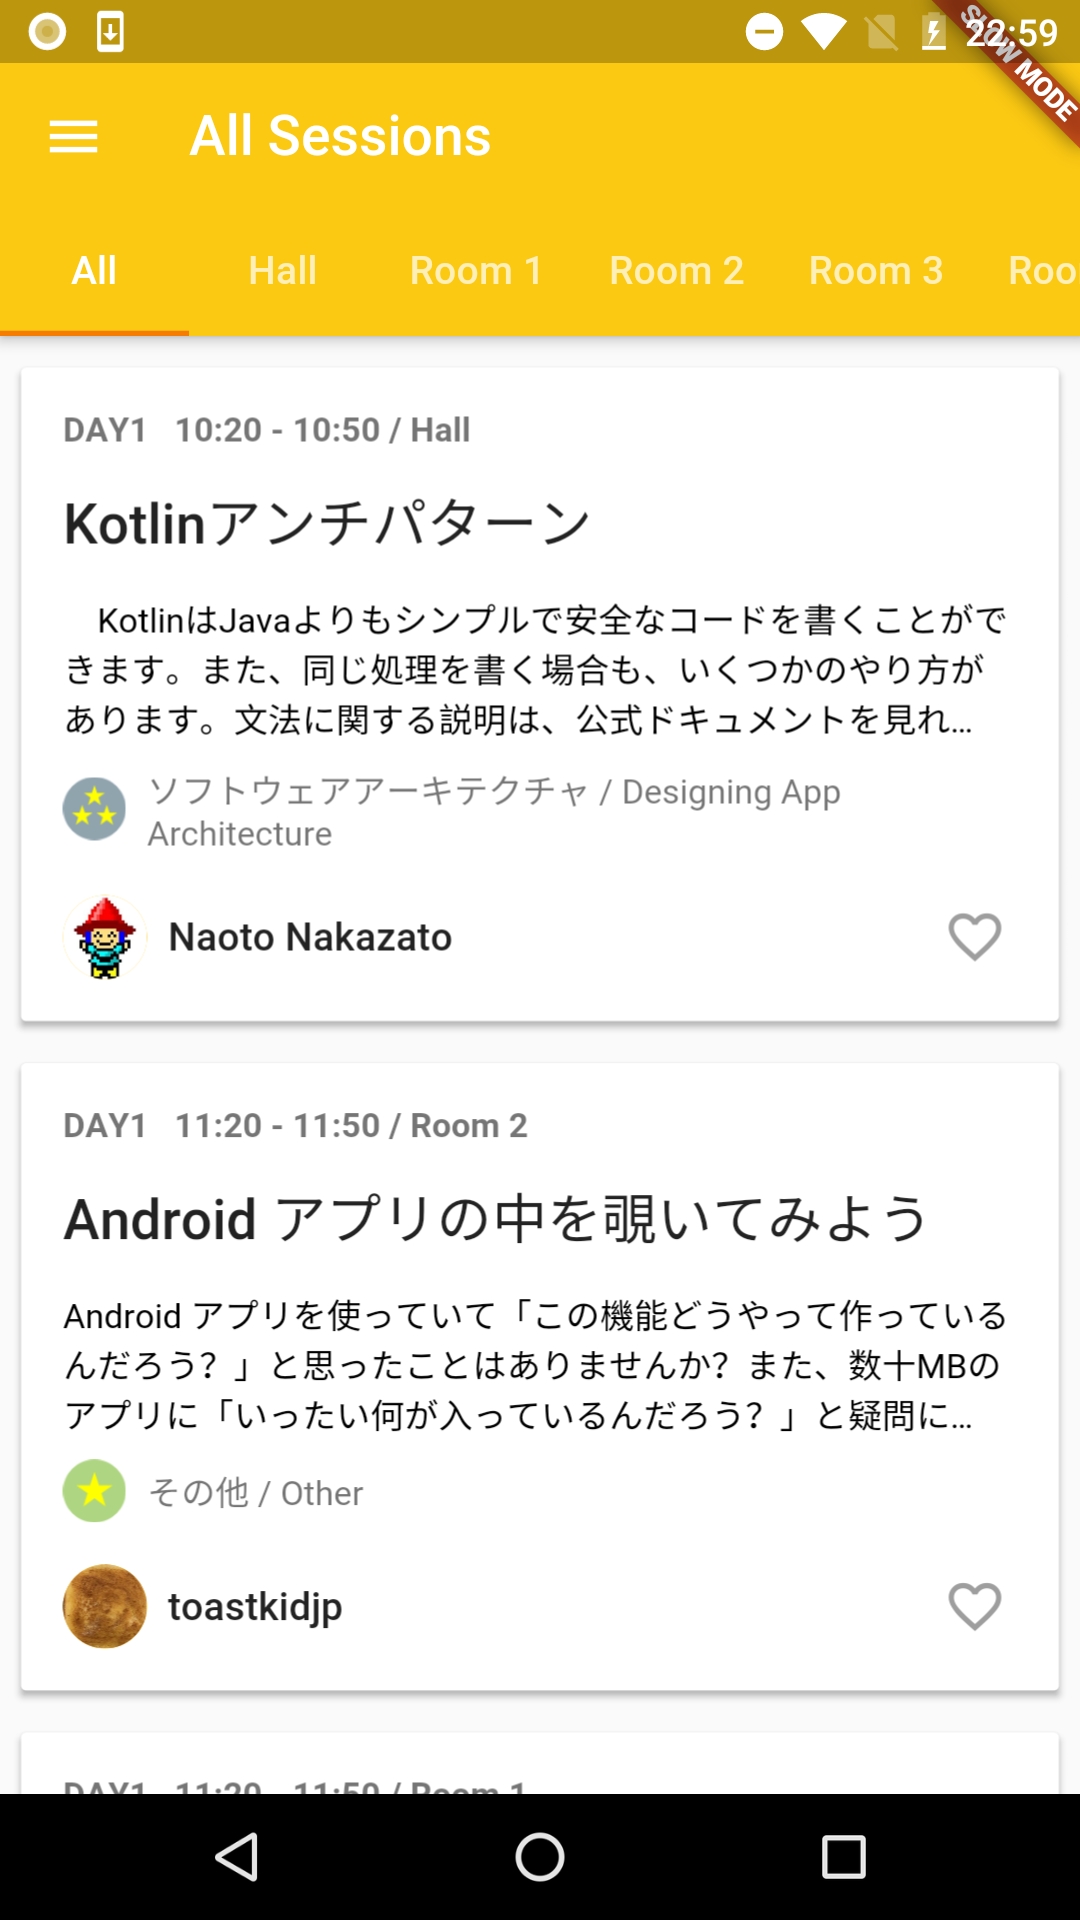 22:59
SLOW MODE
All Sessions
All Hall Room 1 Room 2 Room 3 Roo
DAY1 10:20 - 10:50 / Hall
Kotlinアンチパターン
　KotlinはJavaよりもシンプルで安全なコードを書くことがで
きます。また、同じ処理を書く場合も、いくつかのやり方が
あります。文法に関する説明は、公式ドキュメントを見れ…
ソフトウェアアーキテクチャ / Designing App
Architecture
Naoto Nakazato
DAY1 11:20 - 11:50 / Room 2
Android アプリの中を覗いてみよう
Android アプリを使っていて「この機能どうやって作っている
んだろう？」と思ったことはありませんか？また、数十MBの
アプリに「いったい何が入っているんだろう？」と疑問に…
その他 / Other
toastkidjp
DAY1 11:20 - 11:50 / Room 1